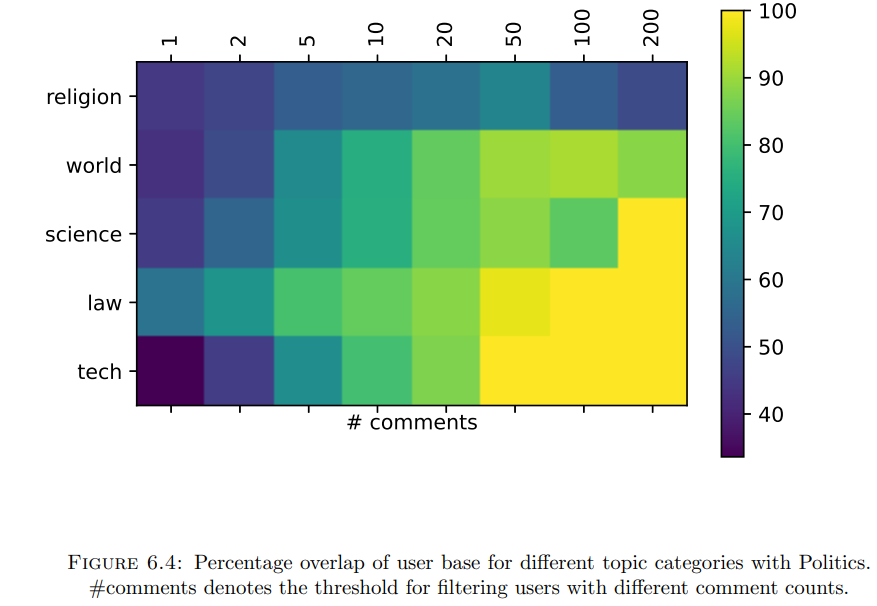 1 2 5 10 20 50 100 200
religion
world
science
law
tech
# comments
100
90
80
70
60
50
40
FIGURE 6.4: Percentage overlap of user base for different topic categories with Politics.
#comments denotes the threshold for filtering users with different comment counts.